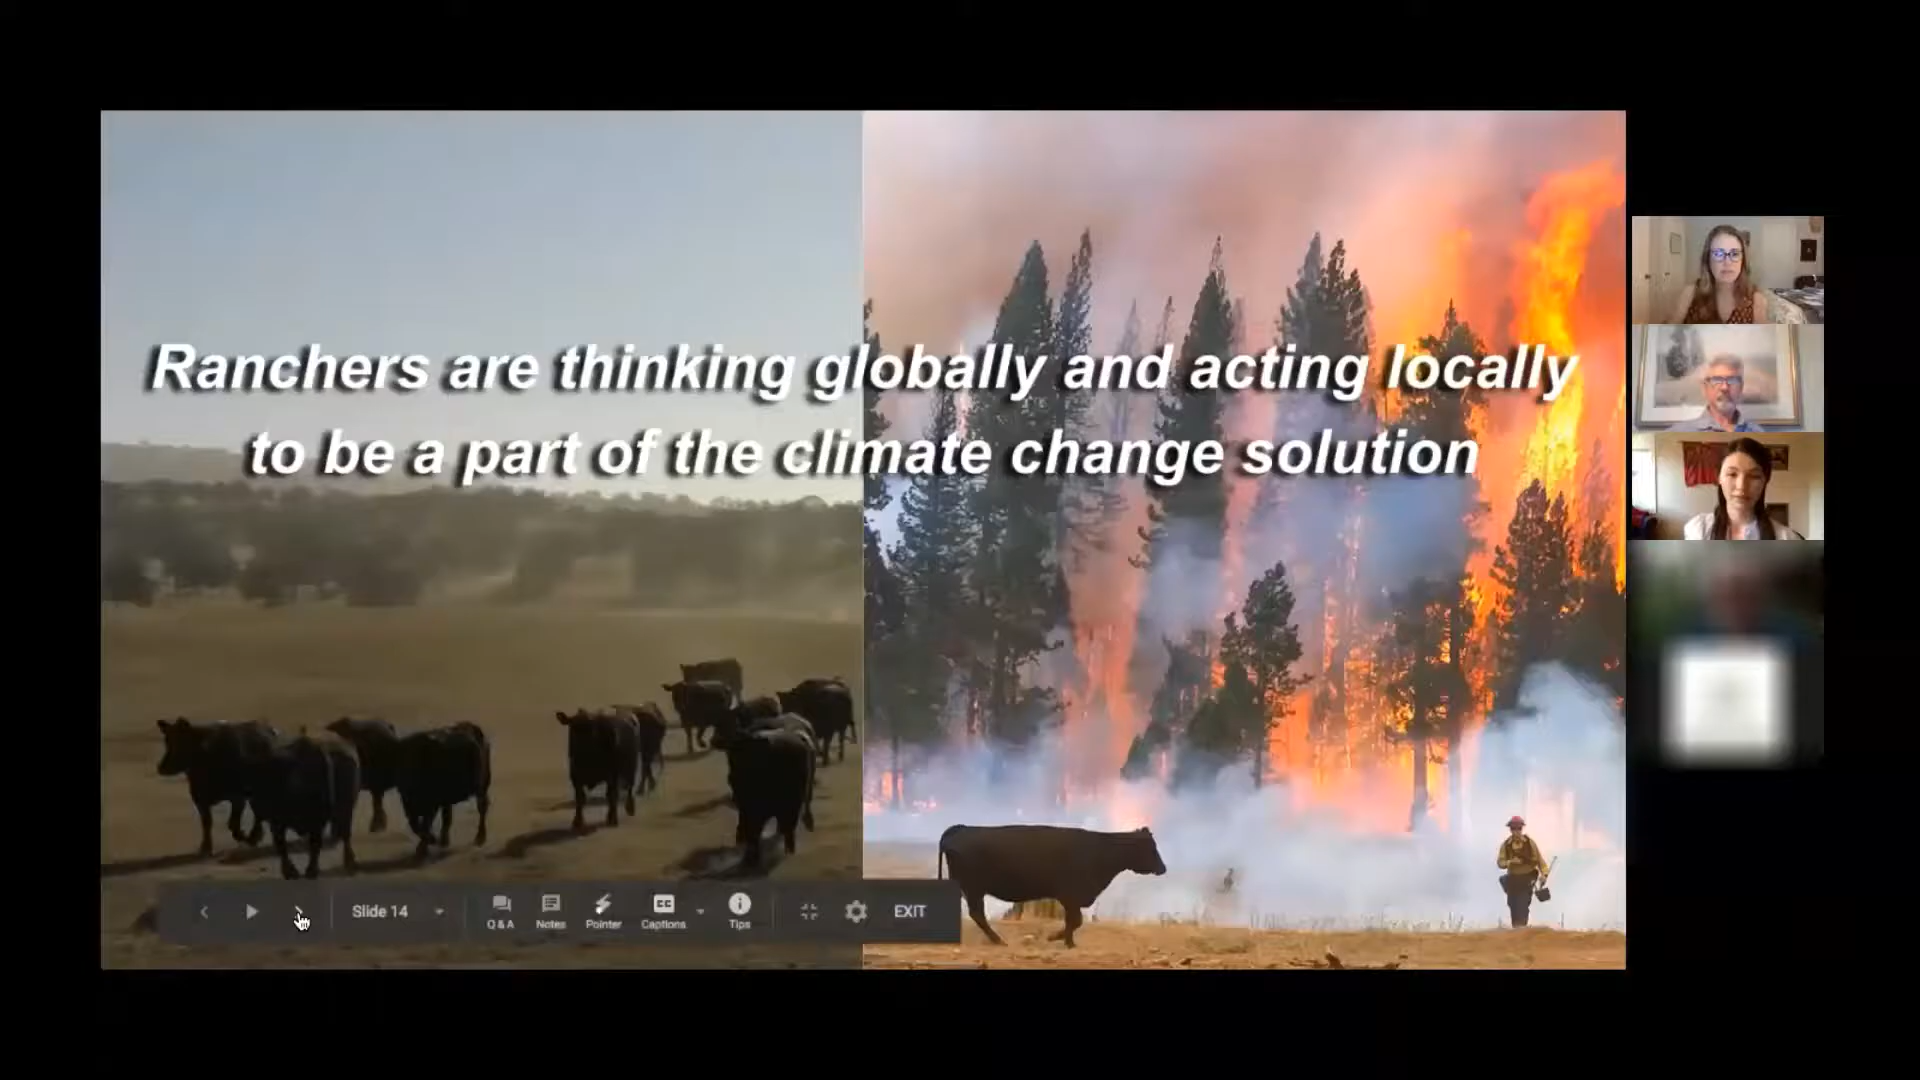 Ranchers are thinking globally and acting locally
to be a part of the climate change solution
Slide 14
Q & A
Notes
Pointer
CC
Captions
Tips
EXIT